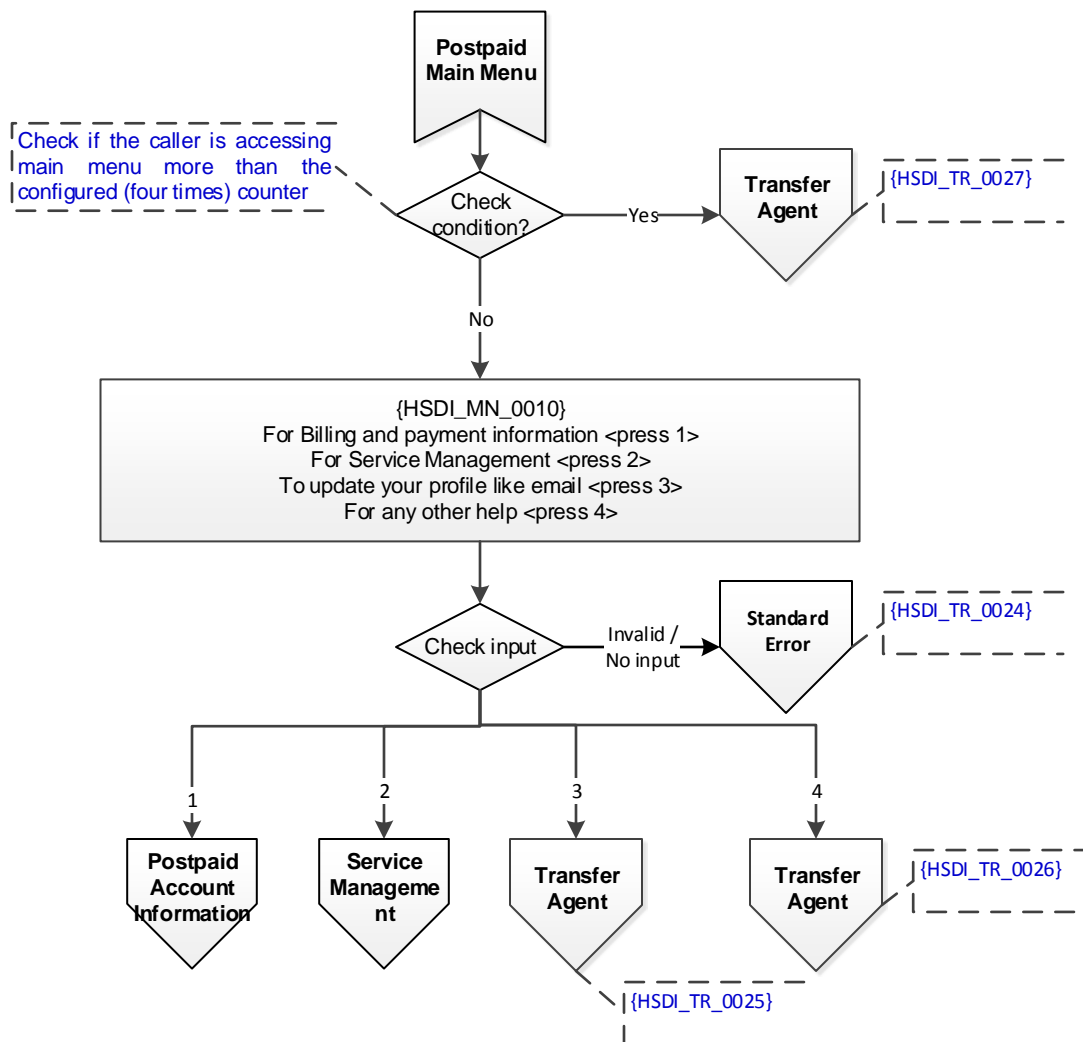 Postpaid
Main Menu
Check if the caller is accessing
main menu more than the
configured (four times) counter
Check
condition?
Yes
Transfer
Agent
{HSDI_TR_0027}
No
{HSDI_MN_0010}
For Billing and payment information <press 1>
For Service Management <press 2>
To update your profile like email <press 3>
For any other help <press 4>
Check input
Invalid /
No input
Standard
Error
{HSDI_TR_0024}
1
2
3
4
Postpaid
Account
Information
Service
Manageme
nt
Transfer
Agent
Transfer
Agent
{HSDI_TR_0026}
{HSDI_TR_0025}